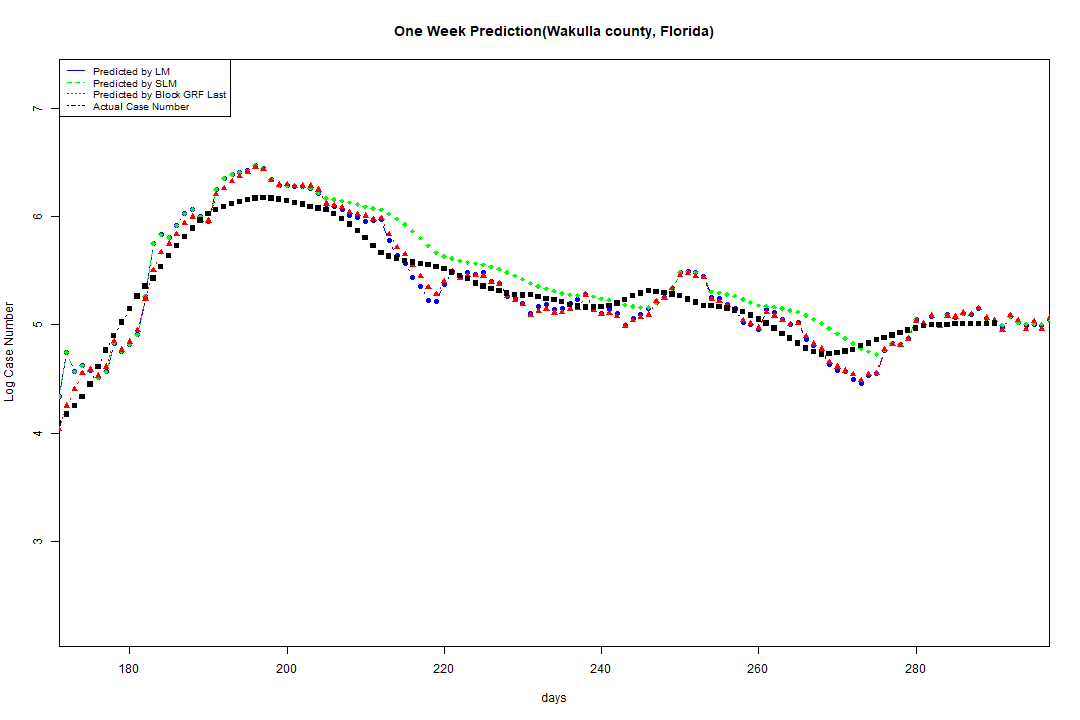 One Week Prediction(Wakulla county, Florida)
Predicted by LM
Predicted by SLM
Predicted by Block GRF Last
Actual Case Number
7
6
5
4
3
Log Case Number
180 200 220 240 260 280
days